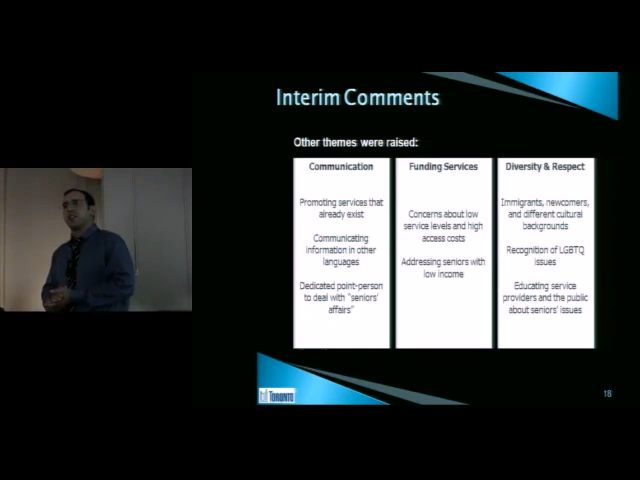 Interim Comments
Other themes were raised:
Communication
Promoting services that
already exist
Communicating
information in other
languages
Dedicated point-person
to deal with "seniors'
affairs"
Funding Services
Concerns about low
service levels and high
access costs
Addressing seniors with
low income
Diversity & Respect
Immigrants, newcomers,
and different cultural
backgrounds
Recognition of LGBTQ
issues
Educating service
providers and the public
about seniors' issues
TORONTO
18